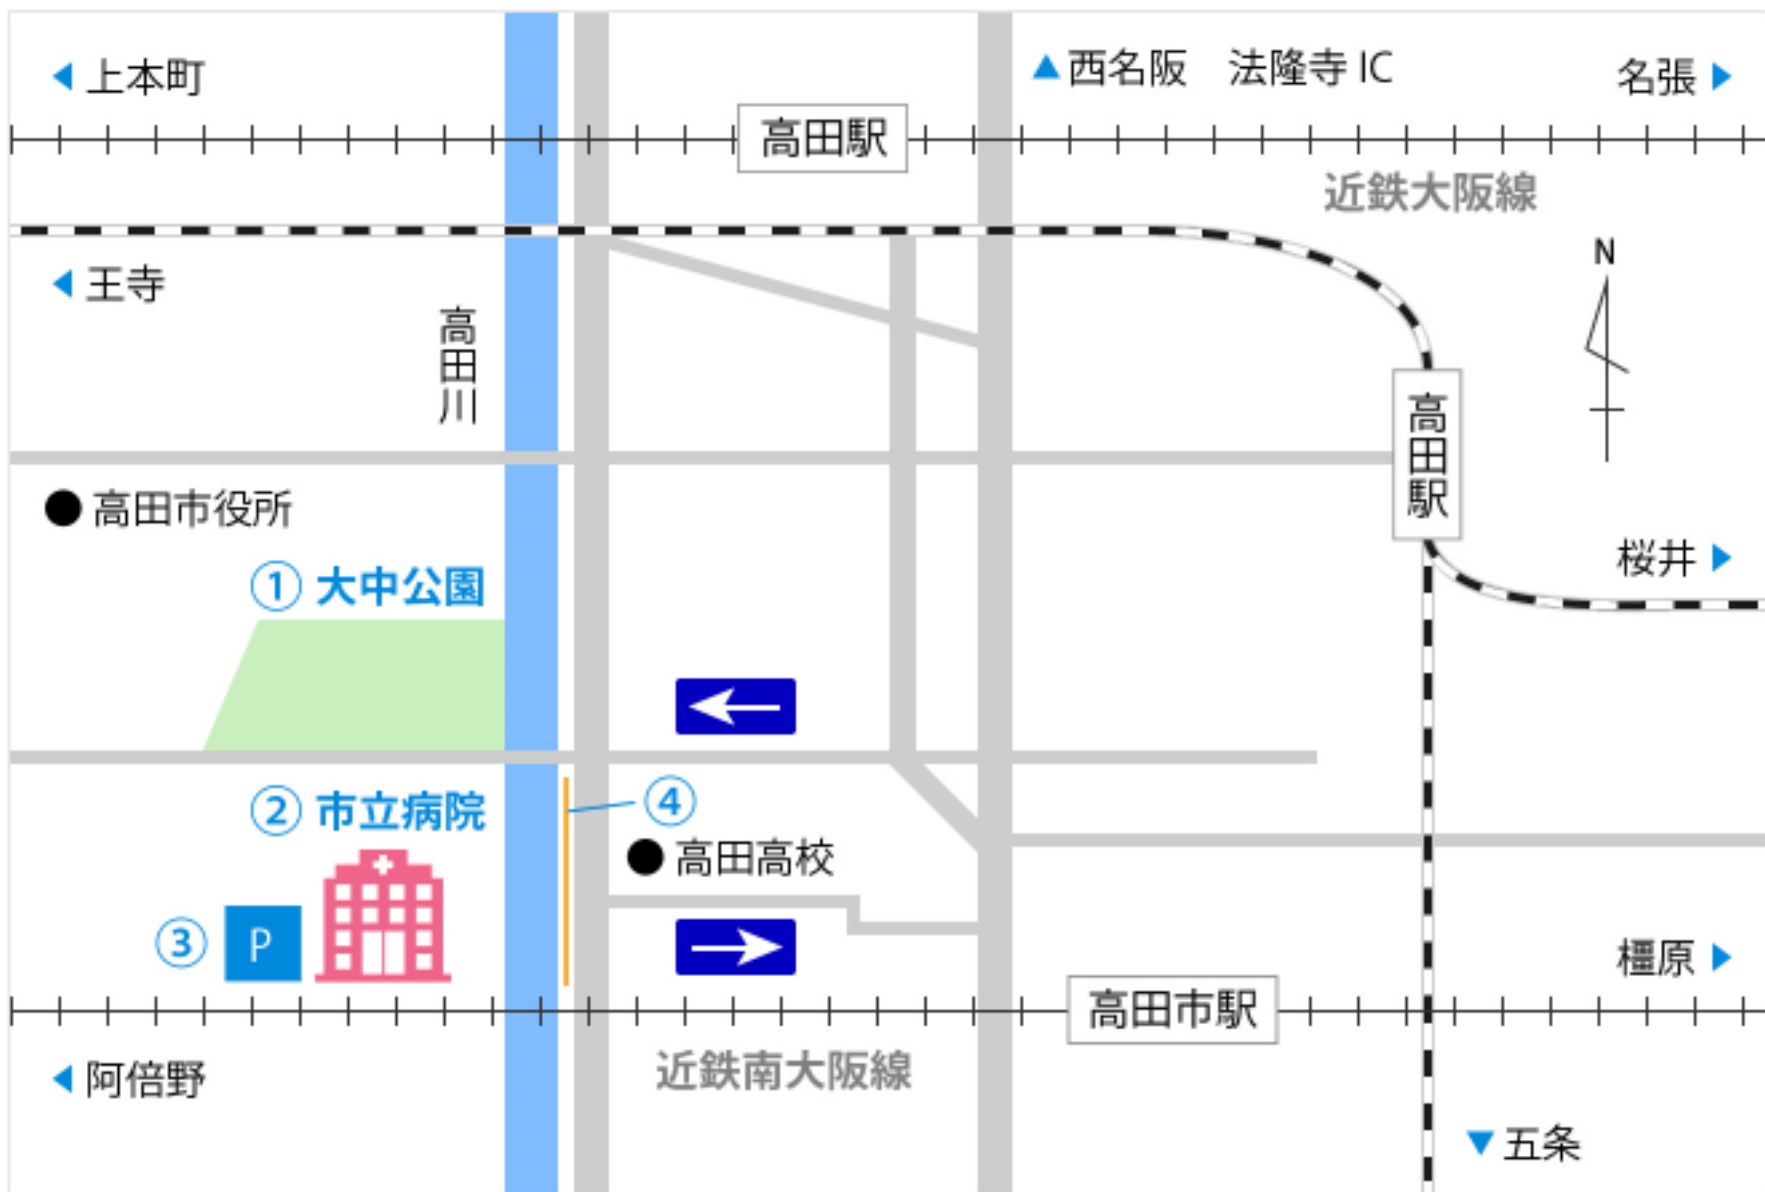 上本町
西名阪　法隆寺 IC
名張
高田駅
近鉄大阪線
N
王寺
高田川
高田駅
高田市役所
桜井
① 大中公園
② 市立病院
④
高田高校
③ P
橿原
高田市駅
近鉄南大阪線
阿倍野
五条